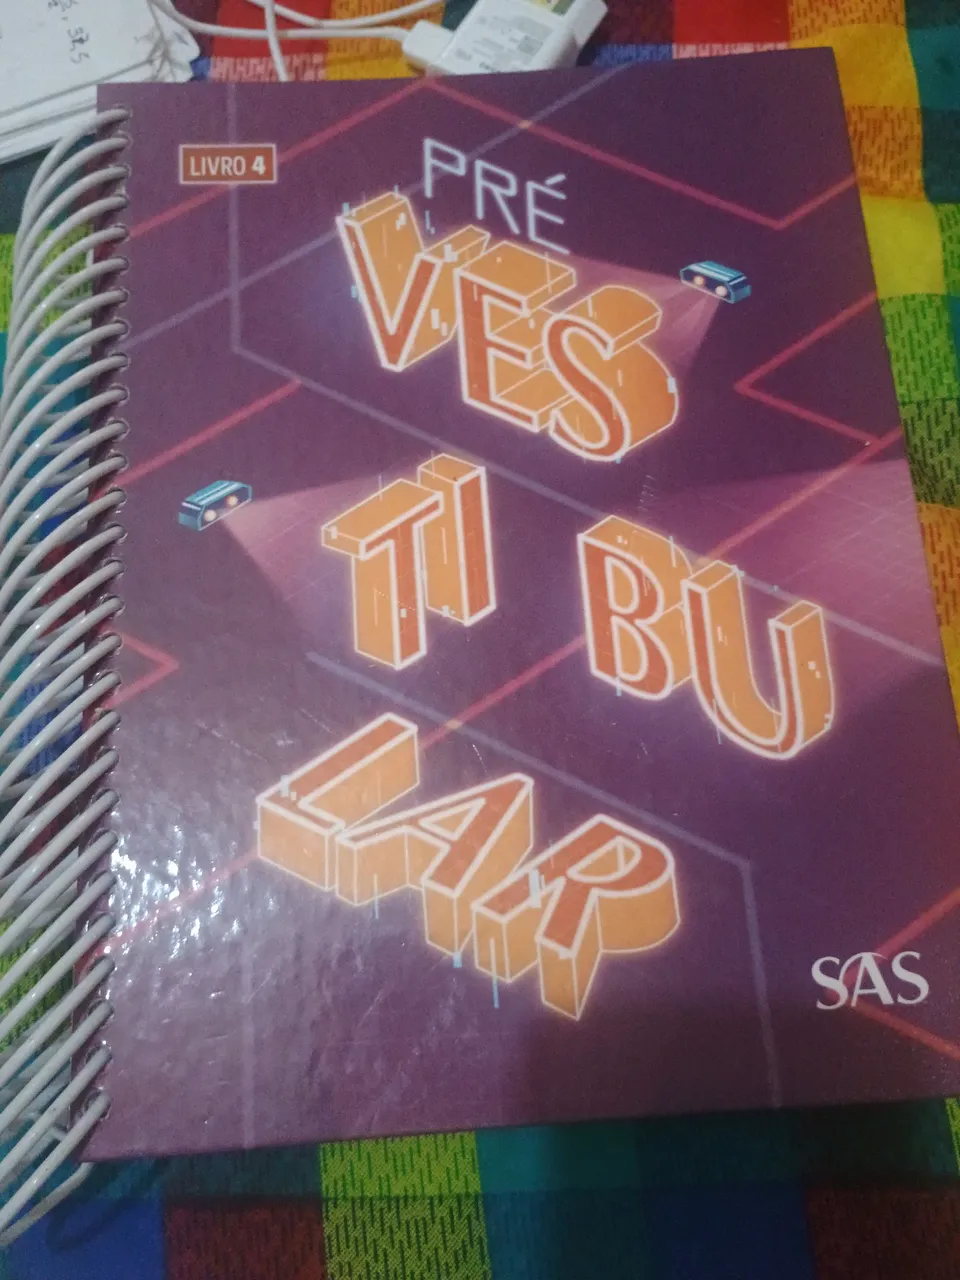 LIVRO 4
PRÉ
VES
TI BU
LAR
SAS